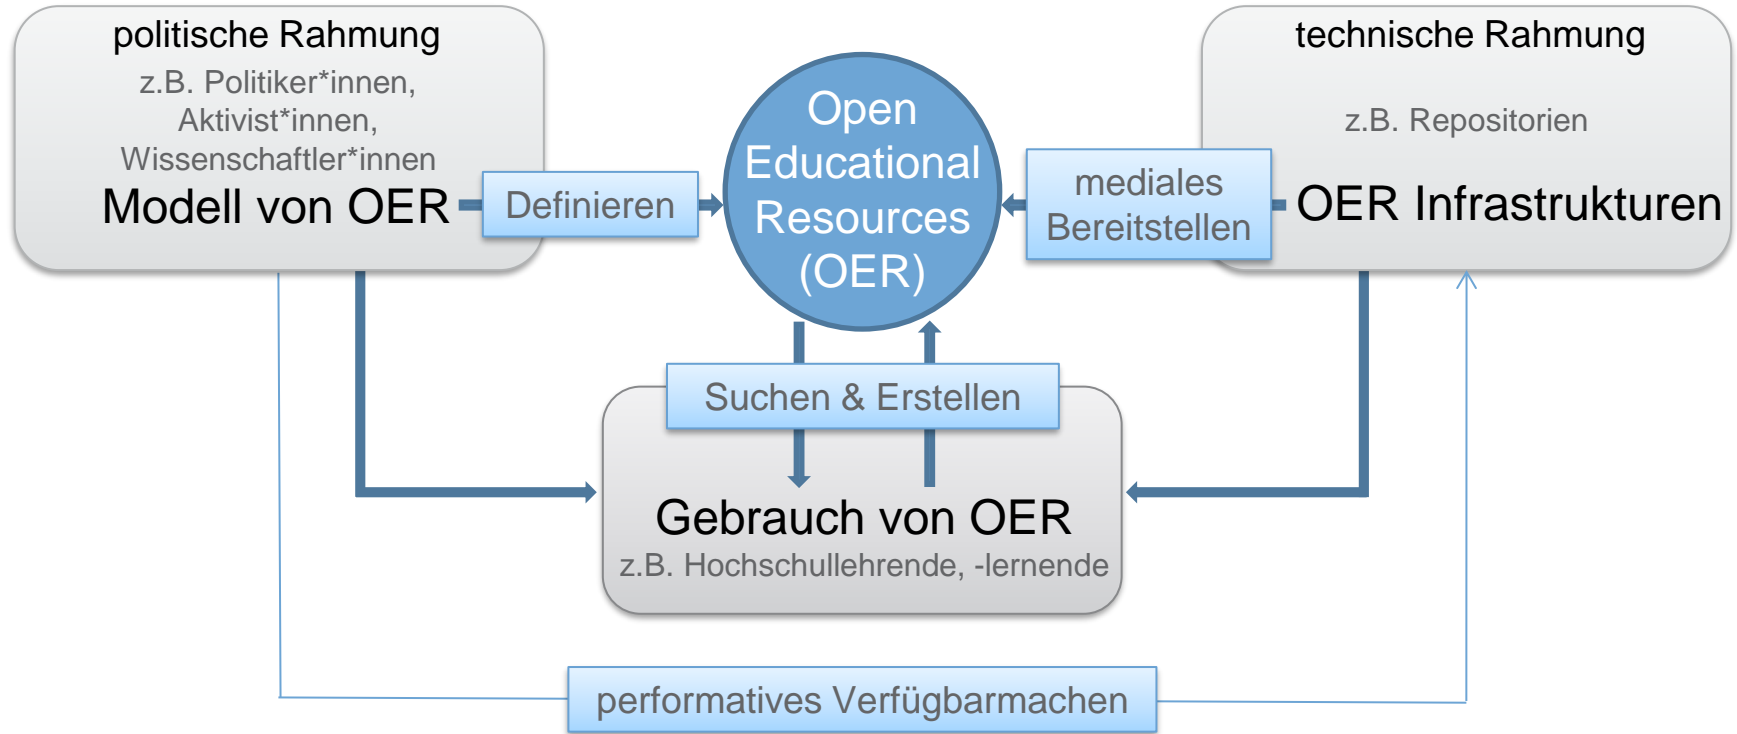 politische Rahmung
z.B. Politiker*innen,
Aktivist*innen,
Wissenschaftler*innen
Modell von OER
Definieren
Open
Educational
Resources
(OER)
technische Rahmung
z.B. Repositorien
mediales
Bereitstellen
OER Infrastrukturen
Suchen & Erstellen
Gebrauch von OER
z.B. Hochschullehrende, -lernende
performatives Verfügbarmachen